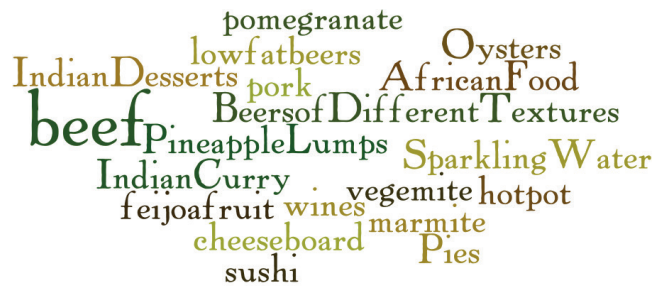 pomegranate
lowfatbeers
Oysters
IndianDesserts
pork
AfricanFood
beef
BeersofDifferentTextures
PineappleLumps
SparklingWater
IndianCurry
vegemite
hotpot
feijoafruit
wines
marmite
cheeseboard
Pies
sushi